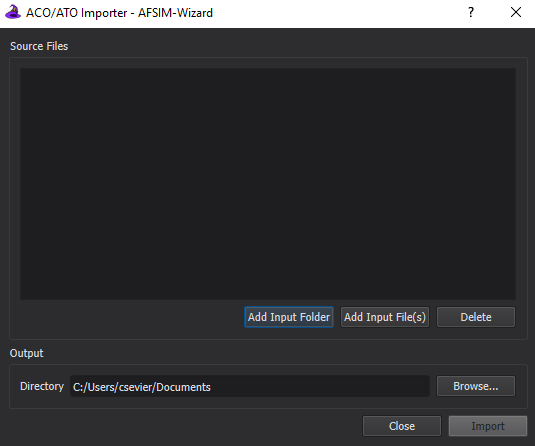 ACO/ATO Importer - AFSIM-Wizard ?
Source Files
Add Input Folder Add Input File(s) Delete
Output
Directory C:/Users/csevier/Documents Browse...
Close Import